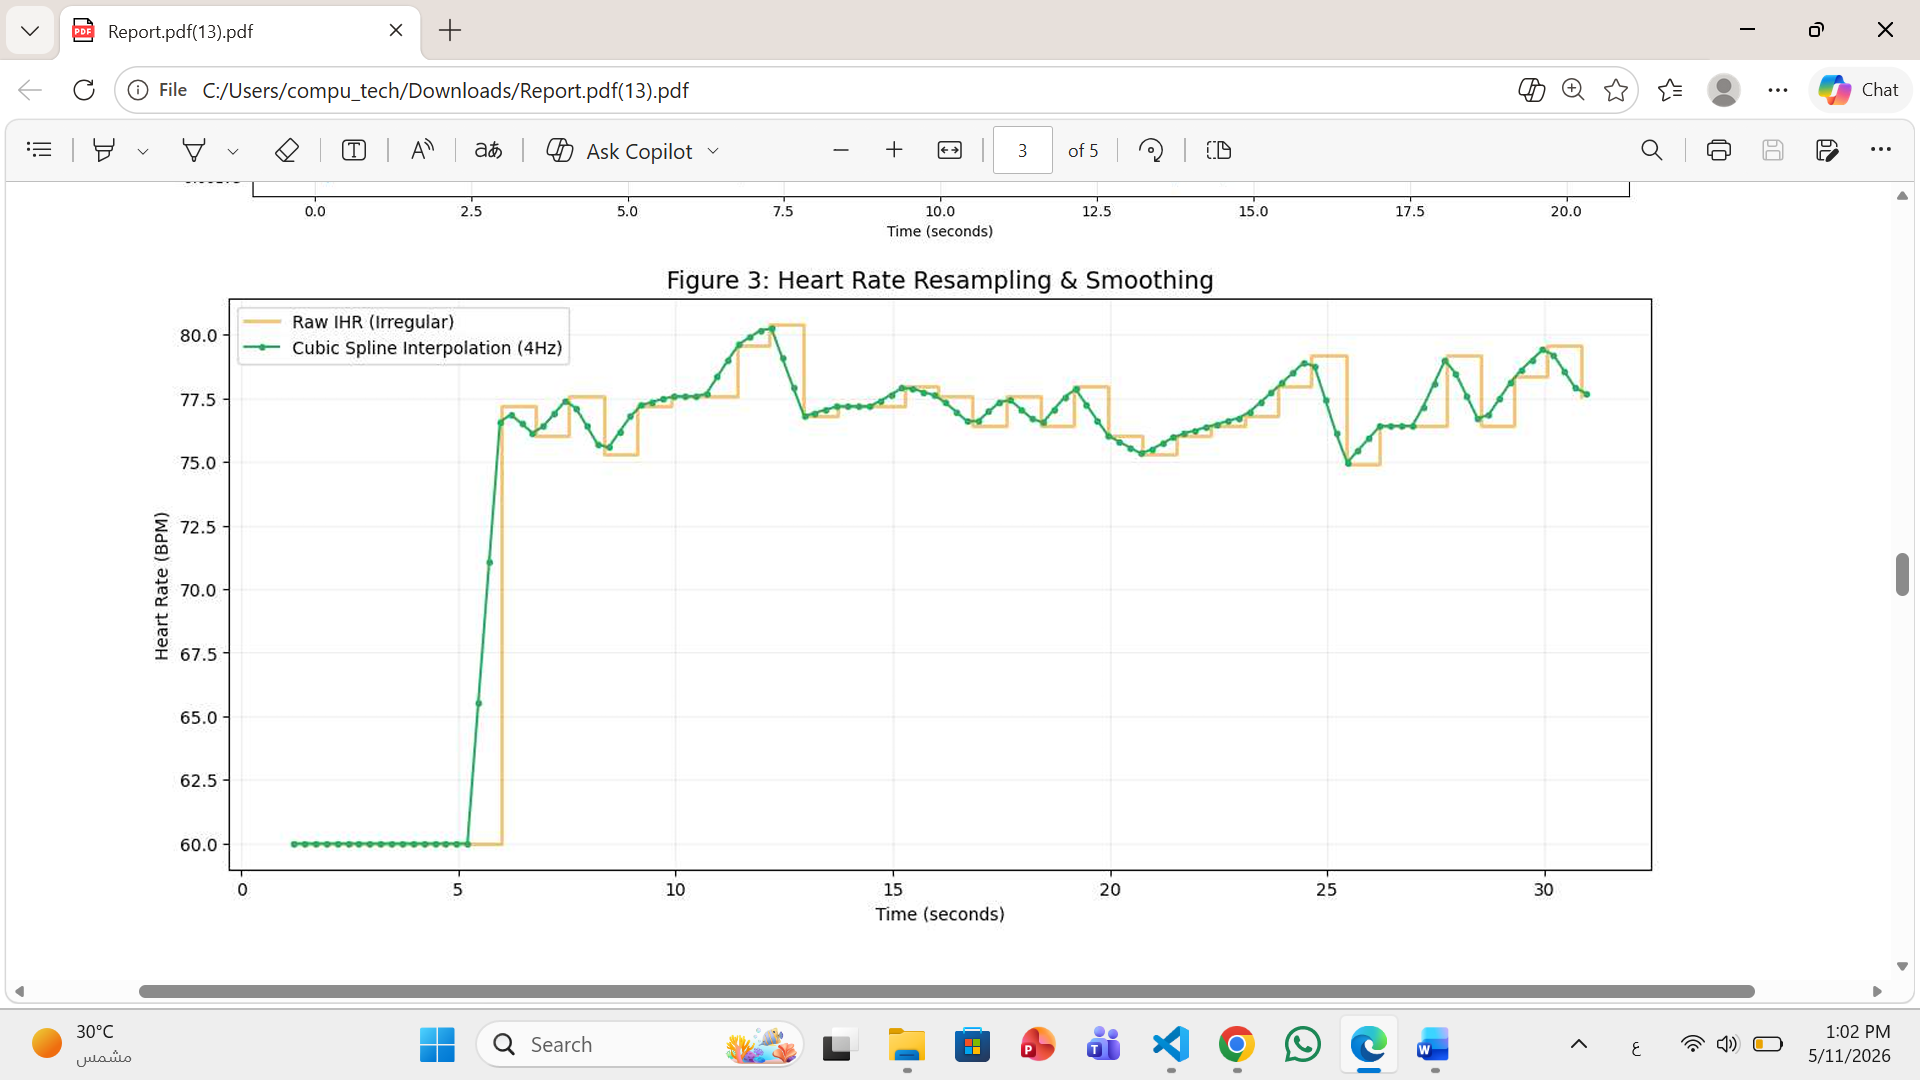 Report.pdf(13).pdf
File C:/Users/compu_tech/Downloads/Report.pdf(13).pdf
Chat
Ask Copilot
3 of 5
0.0 2.5 5.0 7.5 10.0 12.5 15.0 17.5 20.0
Time (seconds)
Figure 3: Heart Rate Resampling & Smoothing
Raw IHR (Irregular)
Cubic Spline Interpolation (4Hz)
80.0
77.5
75.0
72.5
70.0
67.5
65.0
62.5
60.0
Heart Rate (BPM)
0 5 10 15 20 25 30
Time (seconds)
30°C
مشمس
Search
ع
1:02 PM
5/11/2026